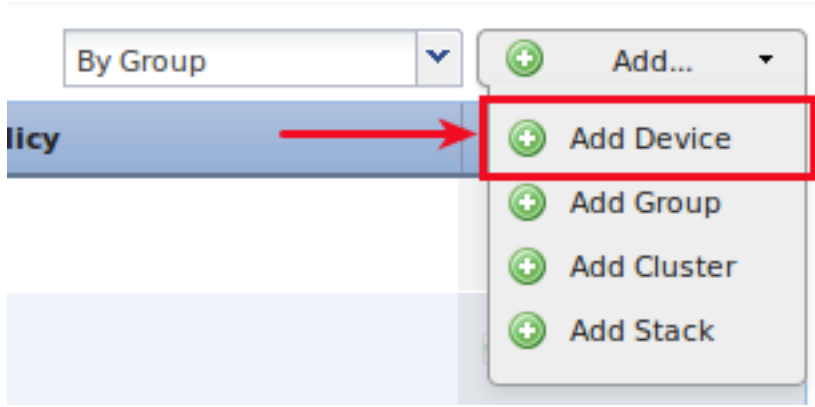 By Group
Add...
licy
Add Device
Add Group
Add Cluster
Add Stack